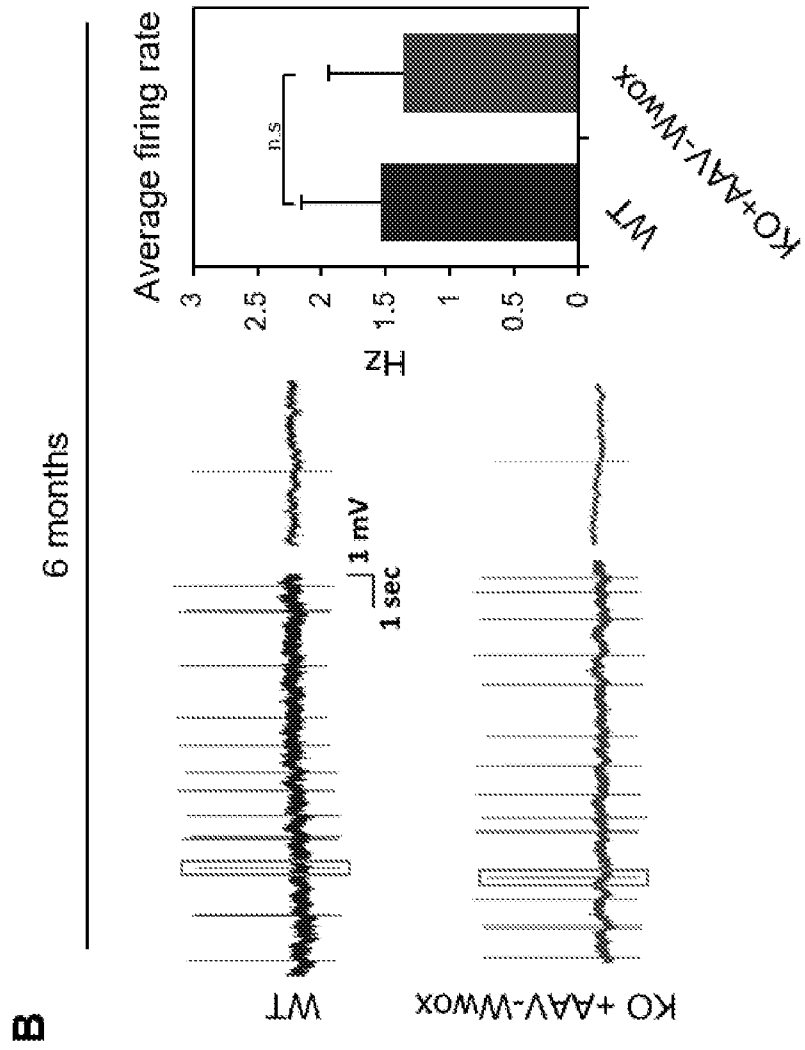 B
6 months
WT
KO + AAV-Wwox
1 mV
1 sec
Average firing rate
n.s
Hz
3
2.5
2
1.5
1
0.5
0
WT
KO+AAV-Wwox